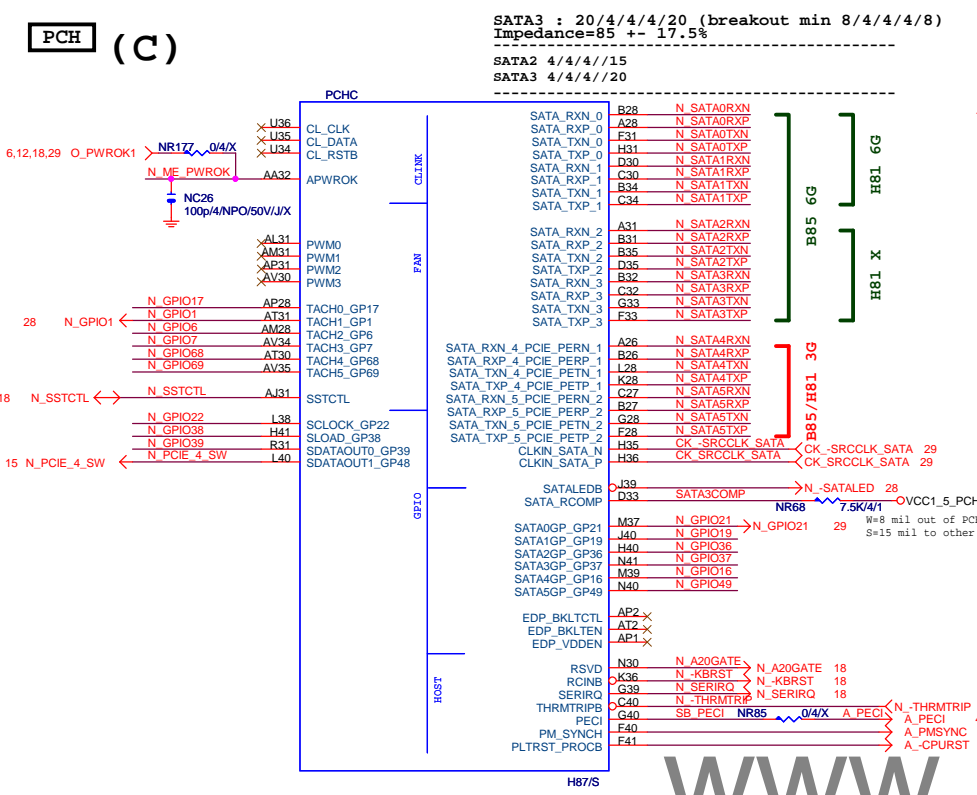 PCH (C)
SATA3 : 20/4/4/4/20 (breakout min 8/4/4/4/8)
Impedance=85 +- 17.5%
SATA2 4/4/4//15
SATA3 4/4/4//20
PCHC
U36 CL_CLK
U35 CL_DATA
U34 CL_RSTB
6,12,18,29 O_PWROK1 NR177 0/4/X
N_ME_PWROK AA32 APWROK
NC26
100p/4/NPO/50V/J/X
CLINK
AL31 PWM0
AM31 PWM1
AP31 PWM2
AV30 PWM3
FAN
N_GPIO17 AP28 TACH0_GP17
28 N_GPIO1 N_GPIO1 AT31 TACH1_GP1
N_GPIO6 AM28 TACH2_GP6
N_GPIO7 AV34 TACH3_GP7
N_GPIO68 AT30 TACH4_GP68
N_GPIO69 AV35 TACH5_GP69
18 N_SSTCTL N_SSTCTL AJ31 SSTCTL
N_GPIO22 L38 SCLOCK_GP22
N_GPIO38 H41 SLOAD_GP38
N_GPIO39 R31 SDATAOUT0_GP39
15 N_PCIE_4_SW N_PCIE_4_SW L40 SDATAOUT1_GP48
GPIO
HOST
SATA_RXN_0 B28 N_SATA0RXN
SATA_RXP_0 A28 N_SATA0RXP
SATA_TXN_0 F31 N_SATA0TXN
SATA_TXP_0 H31 N_SATA0TXP
SATA_RXN_1 D30 N_SATA1RXN
SATA_RXP_1 C30 N_SATA1RXP
SATA_TXN_1 B34 N_SATA1TXN
SATA_TXP_1 C34 N_SATA1TXP
SATA_RXN_2 A31 N_SATA2RXN
SATA_RXP_2 B31 N_SATA2RXP
SATA_TXN_2 B35 N_SATA2TXN
SATA_TXP_2 D35 N_SATA2TXP
SATA_RXN_3 B32 N_SATA3RXN
SATA_RXP_3 C32 N_SATA3RXP
SATA_TXN_3 G33 N_SATA3TXN
SATA_TXP_3 F33 N_SATA3TXP
B85 6G
H81 6G
H81 X
SATA_RXN_4_PCIE_PERN_1 A26 N_SATA4RXN
SATA_RXP_4_PCIE_PERP_1 B26 N_SATA4RXP
SATA_TXN_4_PCIE_PETN_1 L28 N_SATA4TXN
SATA_TXP_4_PCIE_PETP_1 K28 N_SATA4TXP
SATA_RXN_5_PCIE_PERN_2 C27 N_SATA5RXN
SATA_RXP_5_PCIE_PERP_2 B27 N_SATA5RXP
SATA_TXN_5_PCIE_PETN_2 G28 N_SATA5TXN
SATA_TXP_5_PCIE_PETP_2 F28 N_SATA5TXP
B85/H81 3G
CLKIN_SATA_N H35 CK_-SRCCLK_SATA CK_-SRCCLK_SATA 29
CLKIN_SATA_P H36 CK_SRCCLK_SATA CK_SRCCLK_SATA 29
SATALEDB J39 N_-SATALED 28
SATA_RCOMP D33 SATA3COMP NR68 7.5K/4/1 VCC1_5_PCH
W=8 mil out of PC
S=15 mil to other
SATA0GP_GP21 M37 N_GPIO21 N_GPIO21 29
SATA1GP_GP19 J40 N_GPIO19
SATA2GP_GP36 H40 N_GPIO36
SATA3GP_GP37 N41 N_GPIO37
SATA4GP_GP16 M39 N_GPIO16
SATA5GP_GP49 N40 N_GPIO49
EDP_BKLTCTL AP2
EDP_BKLTEN AT2
EDP_VDDEN AP1
RSVD N30 N_A20GATE N_A20GATE 18
RCINB K36 N_-KBRST N_-KBRST 18
SERIRQ G39 N_SERIRQ N_SERIRQ 18
THRMTRIPB C40 N_-THRMTRIP N_-THRMTRIP
PECI G40 SB_PECI NR85 0/4/X A_PECI A_PECI
PM_SYNCH F40 A_PMSYNC
PLTRST_PROCB F41 A_-CPURST
H87/S
WWW